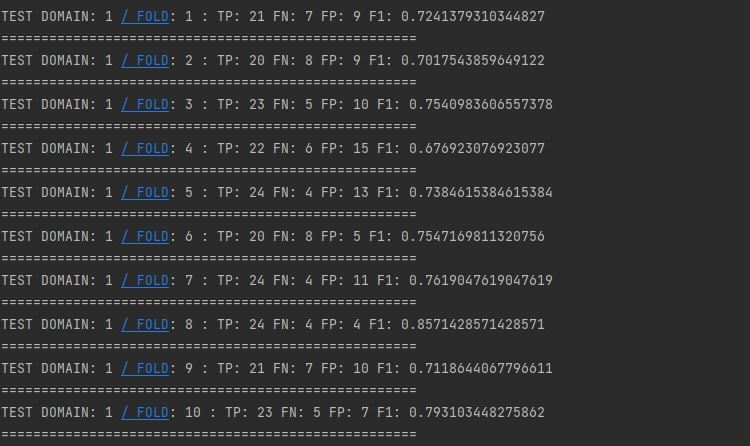 TEST DOMAIN: 1 / FOLD: 1 : TP: 21 FN: 7 FP: 9 F1: 0.7241379310344827
====================================================
TEST DOMAIN: 1 / FOLD: 2 : TP: 20 FN: 8 FP: 9 F1: 0.7017543859649122
====================================================
TEST DOMAIN: 1 / FOLD: 3 : TP: 23 FN: 5 FP: 10 F1: 0.7540983606557378
====================================================
TEST DOMAIN: 1 / FOLD: 4 : TP: 22 FN: 6 FP: 15 F1: 0.676923076923077
====================================================
TEST DOMAIN: 1 / FOLD: 5 : TP: 24 FN: 4 FP: 13 F1: 0.7384615384615384
====================================================
TEST DOMAIN: 1 / FOLD: 6 : TP: 20 FN: 8 FP: 5 F1: 0.7547169811320756
====================================================
TEST DOMAIN: 1 / FOLD: 7 : TP: 24 FN: 4 FP: 11 F1: 0.7619047619047619
====================================================
TEST DOMAIN: 1 / FOLD: 8 : TP: 24 FN: 4 FP: 4 F1: 0.8571428571428571
====================================================
TEST DOMAIN: 1 / FOLD: 9 : TP: 21 FN: 7 FP: 10 F1: 0.7118644067796611
====================================================
TEST DOMAIN: 1 / FOLD: 10 : TP: 23 FN: 5 FP: 7 F1: 0.793103448275862
====================================================